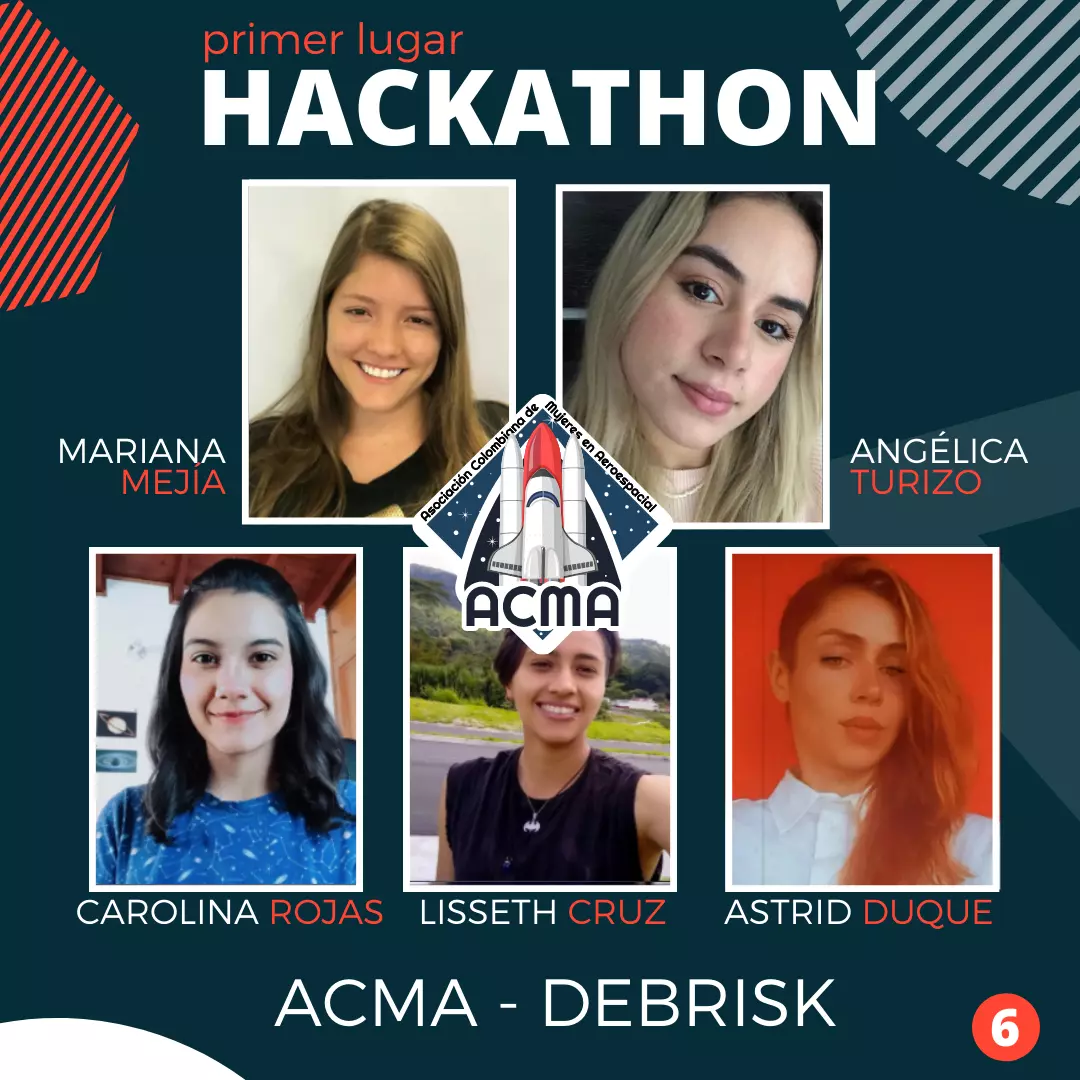 primer lugar
HACKATHON
MARIANA
MEJÍA
ANGÉLICA
TURIZO
Asociación Colombiana de Mujeres en Aeroespacial
ACMA
CAROLINA ROJAS
LISSETH CRUZ
ASTRID DUQUE
ACMA - DEBRISK
6